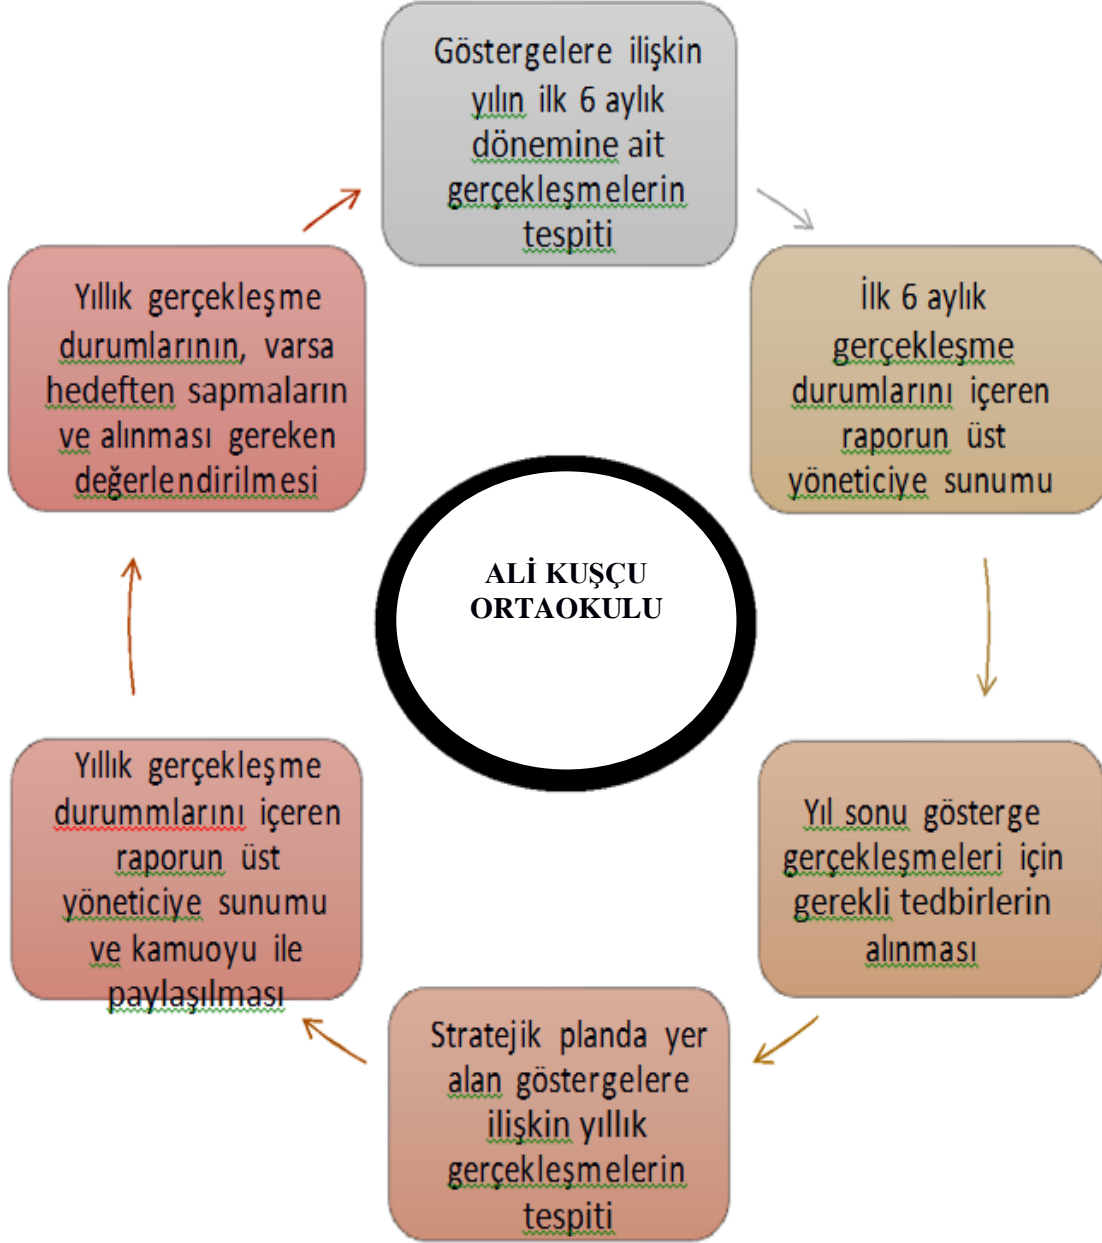 Göstergelere ilişkin
yılın ilk 6 aylık
dönemine ait
gerçekleşmelerin
tespiti
İlk 6 aylık
gerçekleşme
durumlarını içeren
raporun üst
yöneticiye sunumu
Yıl sonu gösterge
gerçekleşmeleri için
gerekli tedbirlerin
alınması
Stratejik planda yer
alan göstergelere
ilişkin yıllık
gerçekleşmelerin
tespiti
Yıllık gerçekleşme
durummlarını içeren
raporun üst
yöneticiye sunumu
ve kamuoyu ile
paylaşılması
Yıllık gerçekleşme
durumlarının, varsa
hedeften sapmaların
ve alınması gereken
değerlendirilmesi
ALİ KUŞÇU
ORTAOKULU